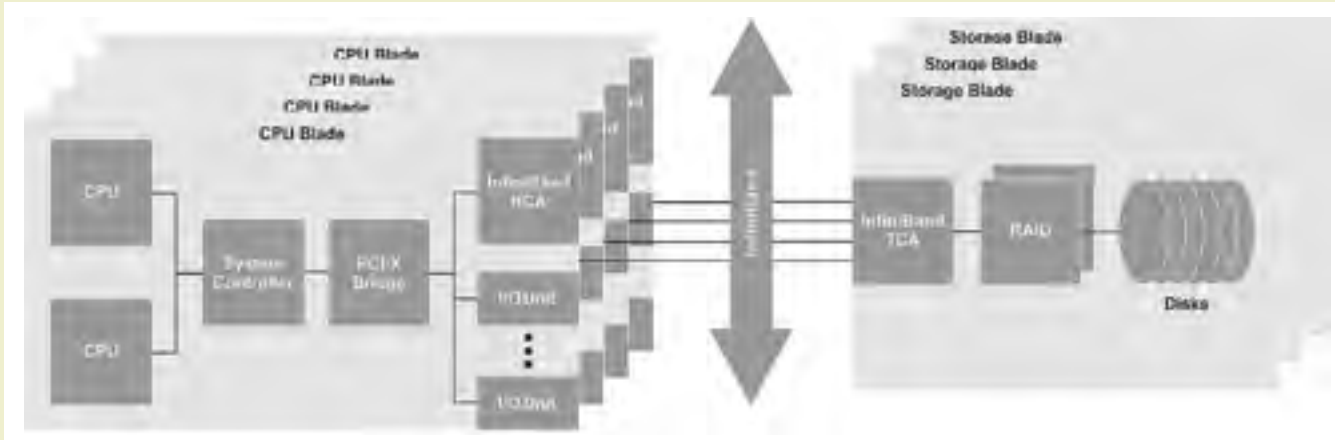 CPU Blade
CPU Blade
CPU Blade
CPU Blade
CPU
CPU
System
Controller
PCI-X
Bridge
InfiniBand
HCA
I/O Unit
I/O Unit
InfiniBand
Storage Blade
Storage Blade
Storage Blade
InfiniBand
TCA
RAID
Disks